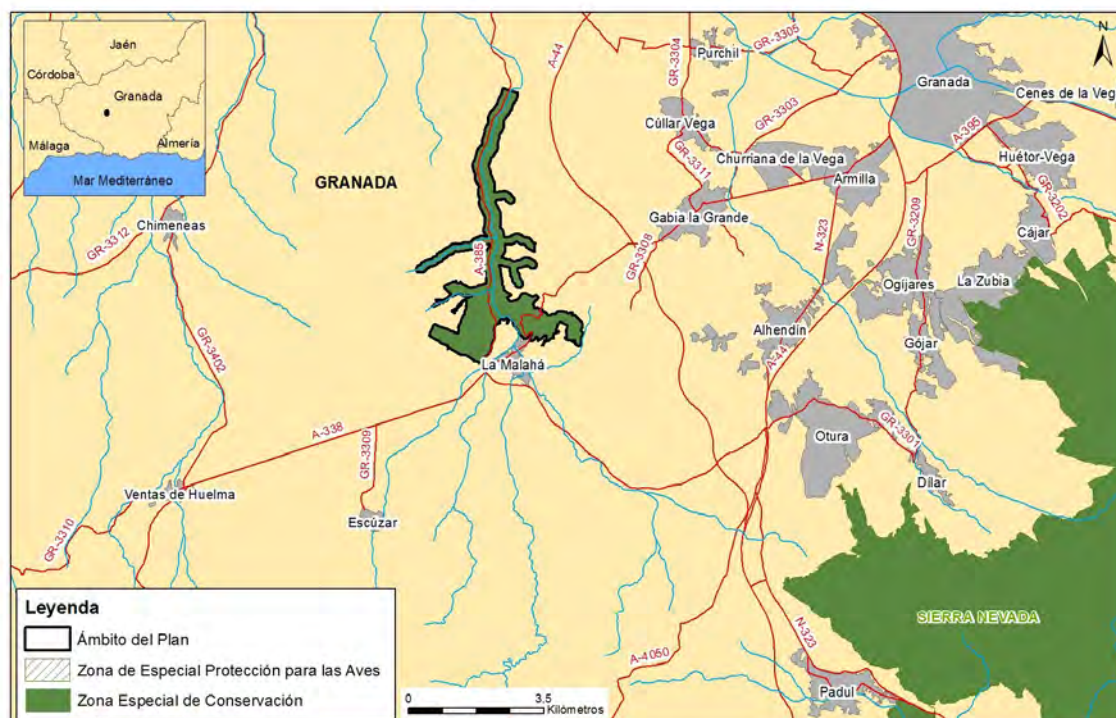 Jaén
Córdoba
Granada
Málaga
Almería
Mar Mediterráneo
N
A-44
A-44
GR-3304
Purchil
GR-3305
Granada
Cenes de la Vega
Cúllar Vega
GR-3303
A-395
GR-3311
Churriana de la Vega
Armilla
Huétor-Vega
GRANADA
Gabia la Grande
GR-3202
Chimeneas
GR-3312
A-385
GR-3308
N-323
GR-3209
Cájar
Ogíjares
La Zubia
GR-3402
Alhendín
Gójar
La Malahá
A-44
A-338
Otura
GR-3301
GR-3309
Dílar
Ventas de Huelma
Escúzar
GR-3310
SIERRA NEVADA
N-323
A-4050
Padul
Leyenda
Ámbito del Plan
Zona de Especial Protección para las Aves
Zona Especial de Conservación
0 3,5
Kilómetros